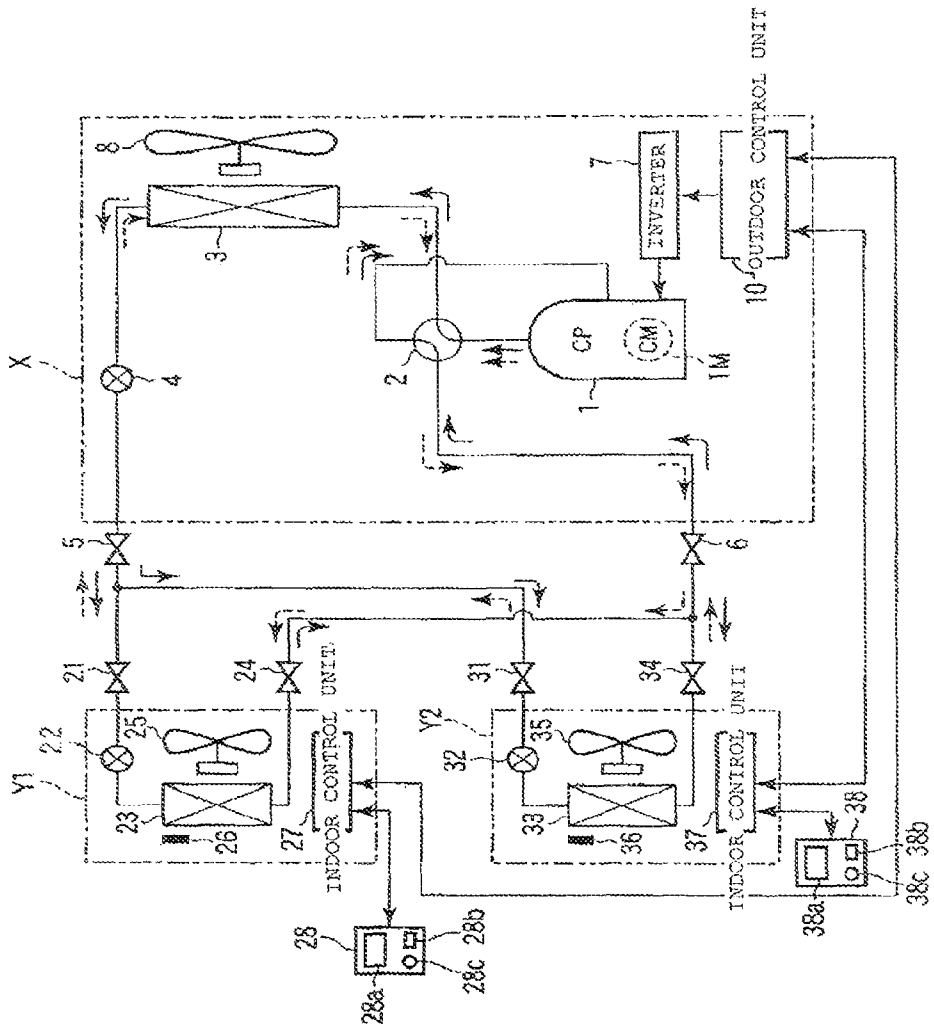 Y1
X
22
21
5
4
8
25
23
3
26
24
27
INDOOR CONTROL UNIT
28
28a
28b
28c
2
Y2
32
31
35
33
36
34
CP
CM
1M
1
7
INVERTER
37
INDOOR CONTROL UNIT
6
10
OUTDOOR CONTROL UNIT
38
38a
38b
38c